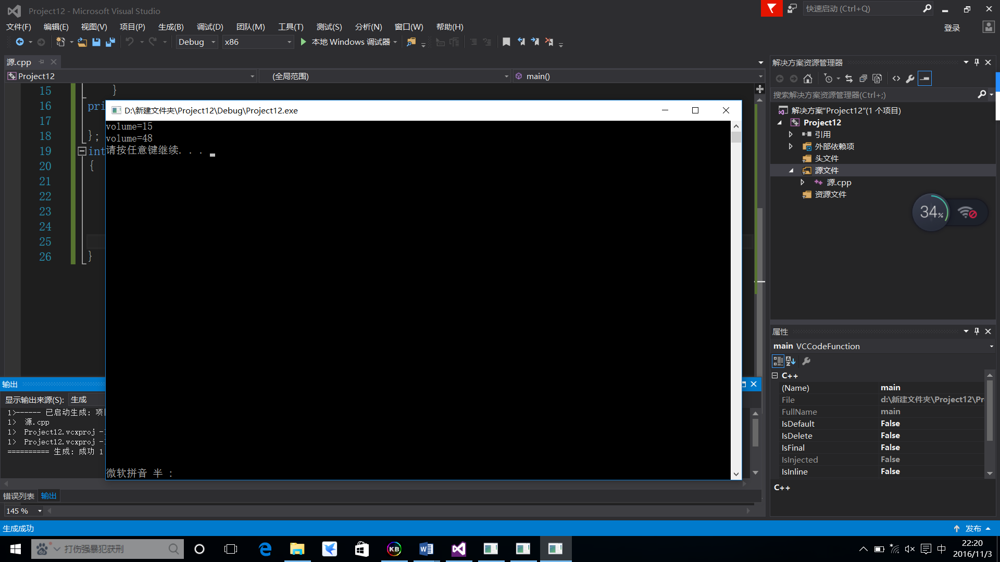 Project12 - Microsoft Visual Studio
快速启动 (Ctrl+Q)
文件(F) 编辑(E) 视图(V) 项目(P) 生成(B) 调试(D) 团队(M) 工具(T) 测试(S) 分析(N) 窗口(W) 帮助(H)
登录
Debug x86 本地 Windows 调试器
源.cpp
Project12 (全局范围) main()
15 }
16 pri
17
18 };
19 int
20 {
21
22
23
24
25
26 }
D:\新建文件夹\Project12\Debug\Project12.exe
volume=15
volume=48
请按任意键继续. . .
微软拼音 半 :
输出
显示输出来源(S): 生成
1>------ 已启动生成: 项
1> 源.cpp
1> Project12.vcxproj -
1> Project12.vcxproj -
========== 生成: 成功 1
错误列表 输出
145 %
生成成功
发布
解决方案资源管理器
搜索解决方案资源管理器(Ctrl+;)
解决方案"Project12"(1 个项目)
Project12
引用
外部依赖项
头文件
源文件
源.cpp
资源文件
34%
属性
main VCCodeFunction
C++
(Name) main
File d:\新建文件夹\Project12\Pr
FullName main
IsDefault False
IsDelete False
IsFinal False
IsInjected False
IsInline False
C++
du 打伤强暴犯获刑
KB
W
中
22:20
2016/11/3